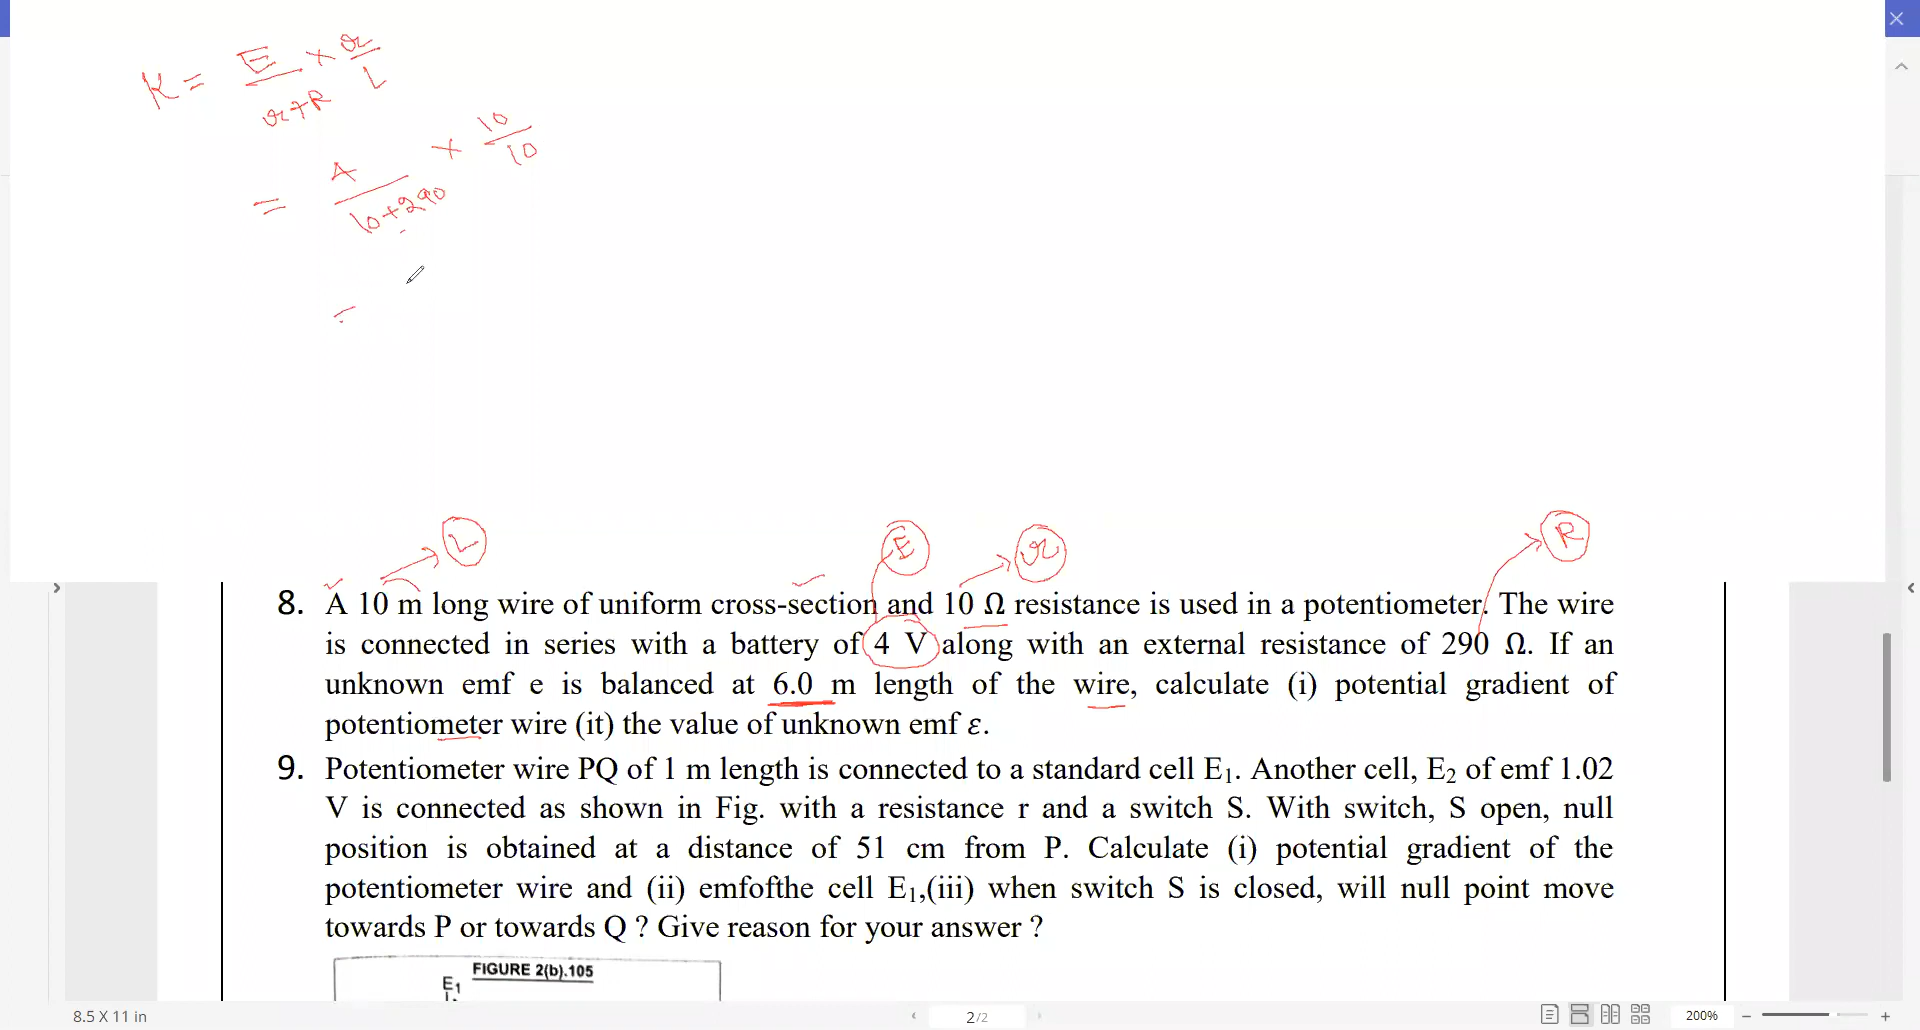 K = E/r+R × r/L
= 4/10+290 × 10/10
=
L E r R
8. A 10 m long wire of uniform cross-section and 10 Ω resistance is used in a potentiometer. The wire
is connected in series with a battery of 4 V along with an external resistance of 290 Ω. If an
unknown emf e is balanced at 6.0 m length of the wire, calculate (i) potential gradient of
potentiometer wire (it) the value of unknown emf ε.
9. Potentiometer wire PQ of 1 m length is connected to a standard cell E₁. Another cell, E₂ of emf 1.02
V is connected as shown in Fig. with a resistance r and a switch S. With switch, S open, null
position is obtained at a distance of 51 cm from P. Calculate (i) potential gradient of the
potentiometer wire and (ii) emfofthe cell E₁,(iii) when switch S is closed, will null point move
towards P or towards Q ? Give reason for your answer ?
FIGURE 2(b).105
E₁
8.5 X 11 in
2/2
200%